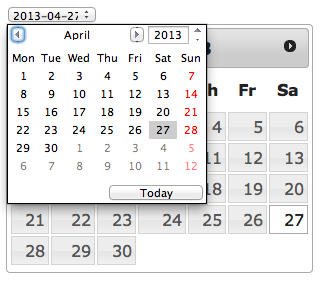 2013-04-27
April 2013
3
Mon Tue Wed Thu Fri Sat Sun
1 2 3 4 5 6 7
8 9 10 11 12 13 14
15 16 17 18 19 20 21
22 23 24 25 26 27 28
29 30 1 2 3 4 5
6 7 8 9 10 11 12
Today
h Fr Sa
4 5 6
11 12 13
18 19 20
21 22 23 24 25 26 27
28 29 30